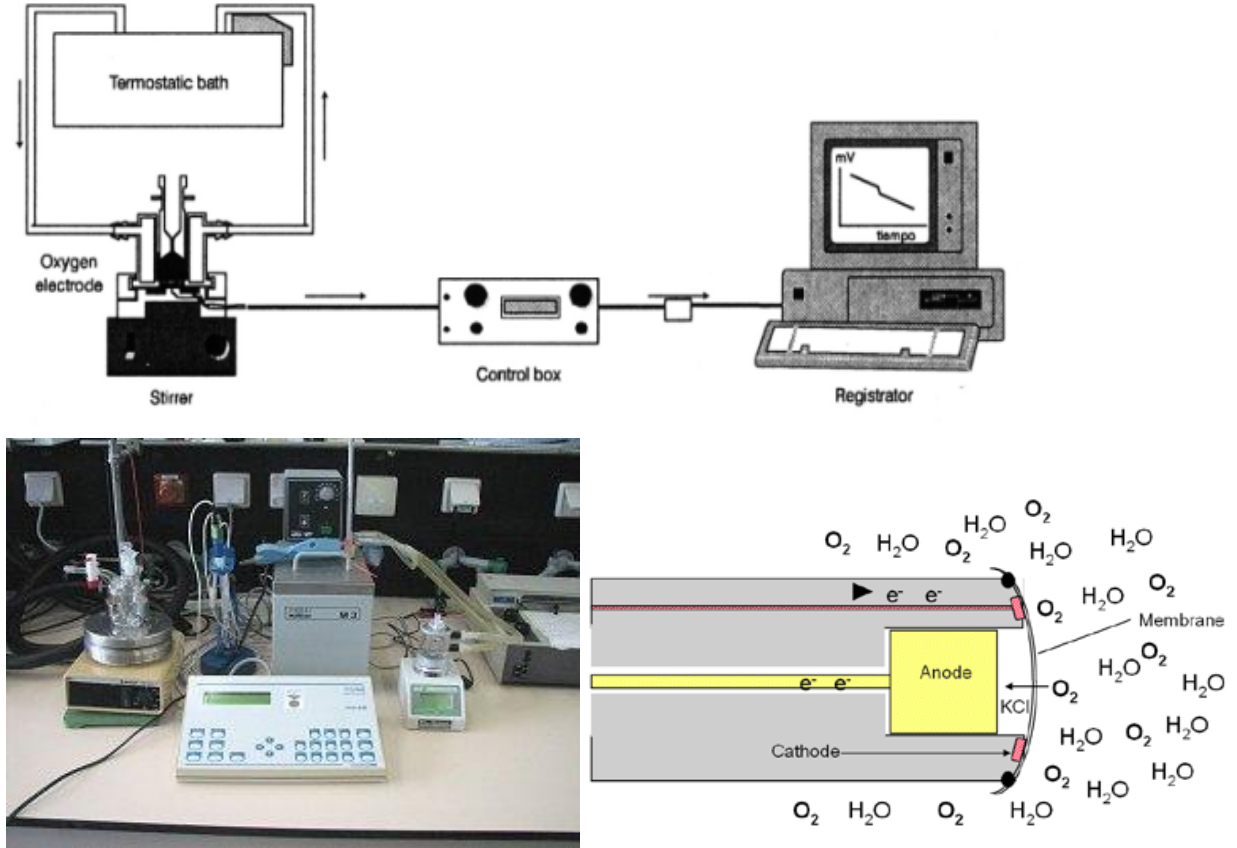 Termostatic bath
mV
tiempo
Oxygen
electrode
Control box
Stirrer
Registrator
M3
O₂
H₂O
O₂
H₂O
O₂
H₂O
H₂O
e⁻ e⁻
O₂
H₂O
O₂
Membrane
H₂O
O₂
Anode
e⁻ e⁻
KCl
O₂
H₂O
Cathode
H₂O
O₂
H₂O
O₂
H₂O
H₂O
O₂
H₂O
O₂
H₂O